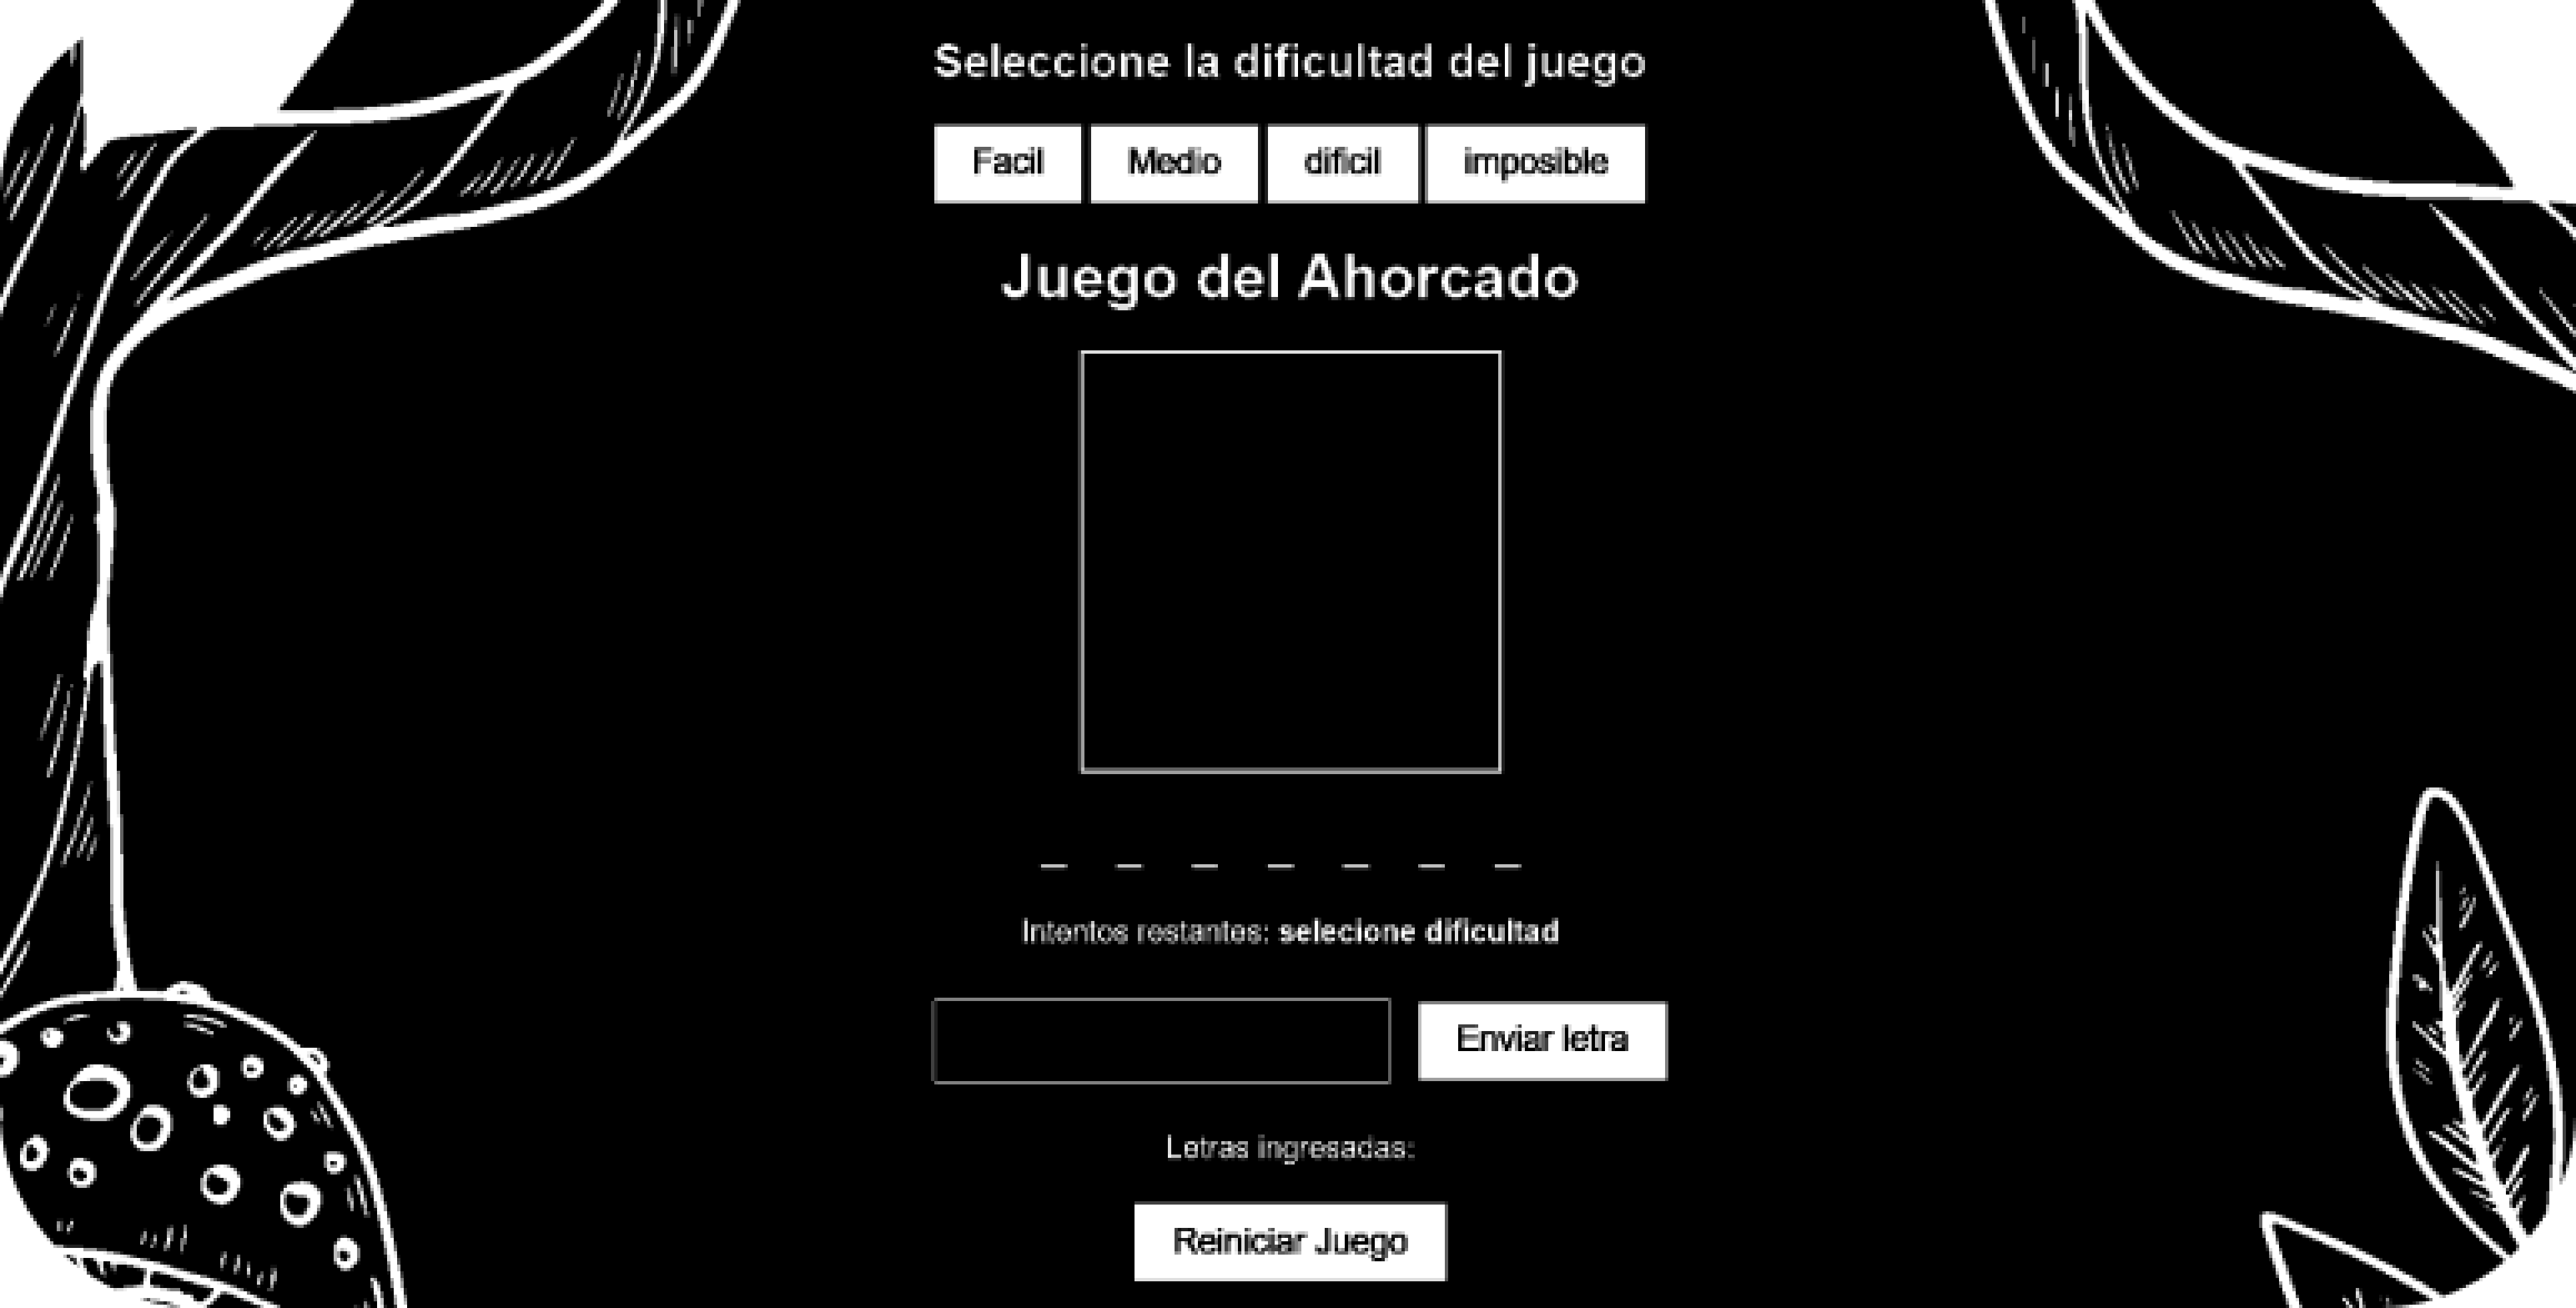 Seleccione la dificultad del juego
Facil Medio dificil imposible
Juego del Ahorcado
_ _ _ _ _ _ _
Intentos restantes: selecione dificultad
Enviar letra
Letras ingresadas:
Reiniciar Juego